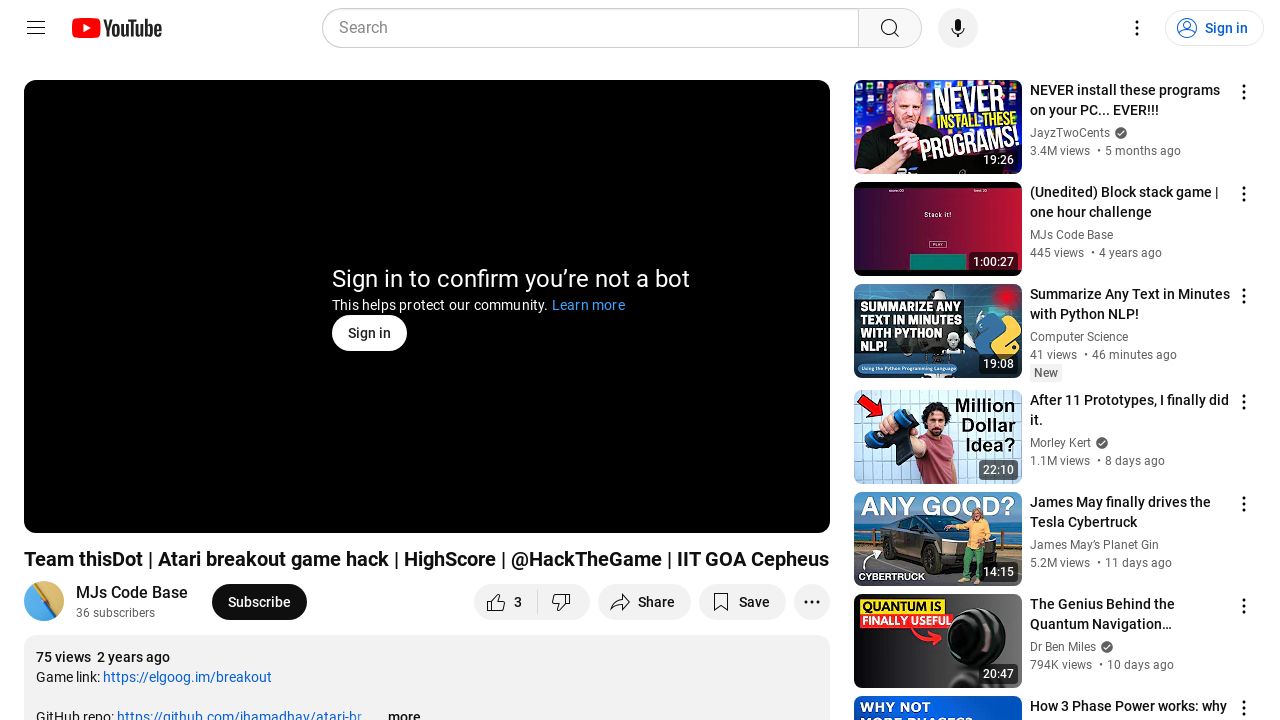 YouTube
Search
Sign in
Sign in to confirm you’re not a bot
This helps protect our community. Learn more
Sign in
Team thisDot | Atari breakout game hack | HighScore | @HackTheGame | IIT GOA Cepheus
MJs Code Base
36 subscribers
Subscribe
3
Share
Save
75 views 2 years ago
Game link: https://elgoog.im/breakout
GitHub repo: https://github.com/jhamadhav/atari-br
...more
NEVER
INSTALL THESE
PROGRAMS!
19:26
NEVER install these programs
on your PC... EVER!!!
JayzTwoCents
3.4M views • 5 months ago
Stack it!
PLAY
1:00:27
(Unedited) Block stack game |
one hour challenge
MJs Code Base
445 views • 4 years ago
SUMMARIZE ANY
TEXT IN MINUTES
WITH PYTHON
NLP!
Using the Python Programming Language
19:08
Summarize Any Text in Minutes
with Python NLP!
Computer Science
41 views • 46 minutes ago
New
Million
Dollar
Idea?
22:10
After 11 Prototypes, I finally did
it.
Morley Kert
1.1M views • 8 days ago
ANY GOOD?
CYBERTRUCK
14:15
James May finally drives the
Tesla Cybertruck
James May’s Planet Gin
5.2M views • 11 days ago
QUANTUM IS
FINALLY USEFUL
20:47
The Genius Behind the
Quantum Navigation…
Dr Ben Miles
794K views • 10 days ago
WHY NOT
MORE PHASES?
How 3 Phase Power works: why